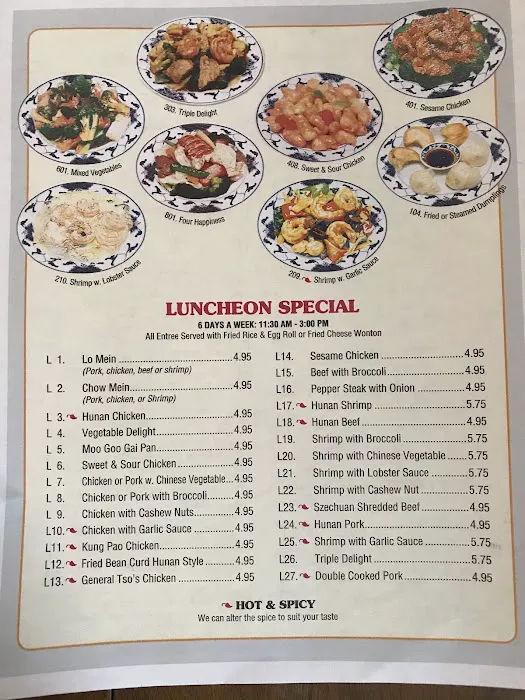 303. Triple Delight
401. Sesame Chicken
601. Mixed Vegetables
408. Sweet & Sour Chicken
801. Four Happiness
104. Fried or Steamed Dumplings
210. Shrimp w. Lobster Sauce
209. Shrimp w. Garlic Sauce
LUNCHEON SPECIAL
6 DAYS A WEEK: 11:30 AM - 3:00 PM
All Entree Served with Fried Rice & Egg Roll or Fried Cheese Wonton
L 1. Lo Mein 4.95
(Pork, chicken, beef or shrimp)
L 2. Chow Mein 4.95
(Pork, chicken, or Shrimp)
L 3. Hunan Chicken 4.95
L 4. Vegetable Delight 4.95
L 5. Moo Goo Gai Pan 4.95
L 6. Sweet & Sour Chicken 4.95
L 7. Chicken or Pork w. Chinese Vegetable 4.95
L 8. Chicken or Pork with Broccoli 4.95
L 9. Chicken with Cashew Nuts 4.95
L10. Chicken with Garlic Sauce 4.95
L11. Kung Pao Chicken 4.95
L12. Fried Bean Curd Hunan Style 4.95
L13. General Tso's Chicken 4.95
L14. Sesame Chicken 4.95
L15. Beef with Broccoli 4.95
L16. Pepper Steak with Onion 4.95
L17. Hunan Shrimp 5.75
L18. Hunan Beef 4.95
L19. Shrimp with Broccoli 5.75
L20. Shrimp with Chinese Vegetable 5.75
L21. Shrimp with Lobster Sauce 5.75
L22. Shrimp with Cashew Nut 5.75
L23. Szechuan Shredded Beef 4.95
L24. Hunan Pork 4.95
L25. Shrimp with Garlic Sauce 5.75
L26. Triple Delight 5.75
L27. Double Cooked Pork 4.95
HOT & SPICY
We can alter the spice to suit your taste